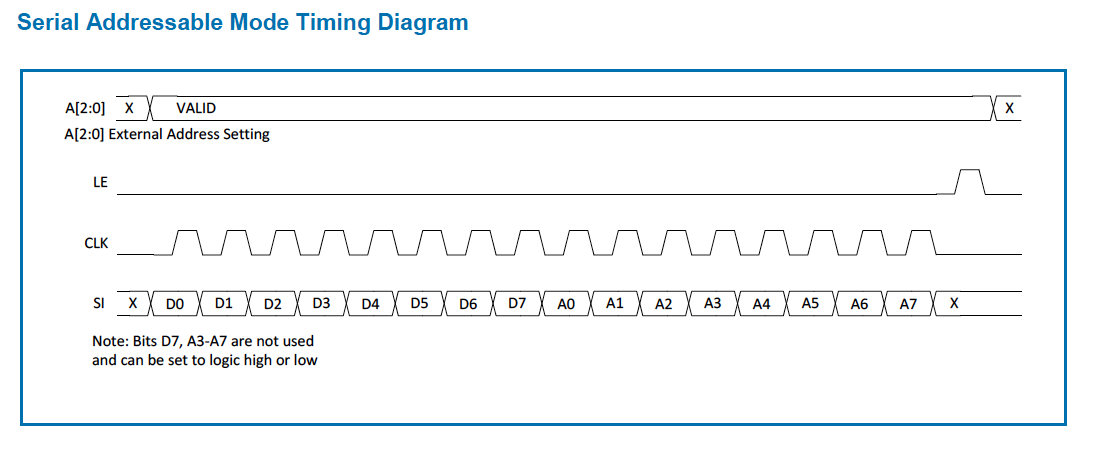 Serial Addressable Mode Timing Diagram
A[2:0] X VALID X
A[2:0] External Address Setting
LE
CLK
SI X D0 D1 D2 D3 D4 D5 D6 D7 A0 A1 A2 A3 A4 A5 A6 A7 X
Note: Bits D7, A3-A7 are not used
and can be set to logic high or low